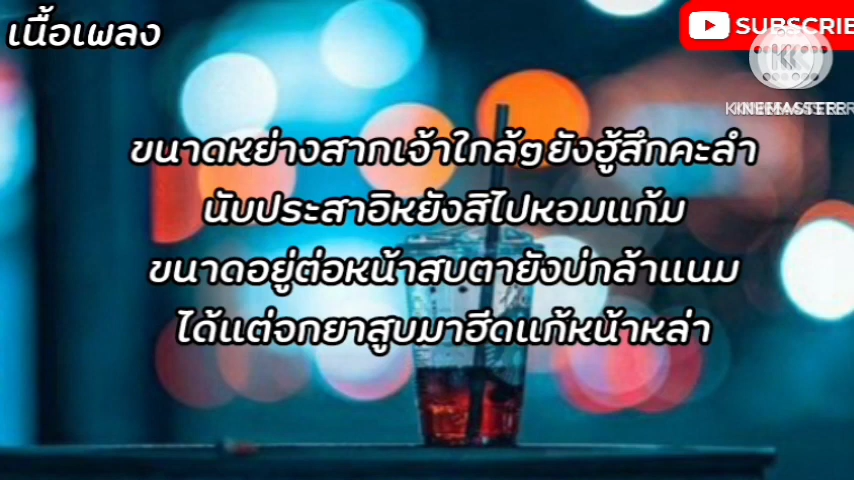 เนื้อเพลง
SUBSCRIBE
KINEMASTER
ขนาดหย่างสากเจ้าใกล้ๆ ยังฮู้สึกคะลำ
นับประสาอิหยังสิไปหอมแก้ม
ขนาดอยู่ต่อหน้าสบตายังบ่กล้าแนม
ได้แต่จกยาสูบมาฮีดแก้หน้าหล่า